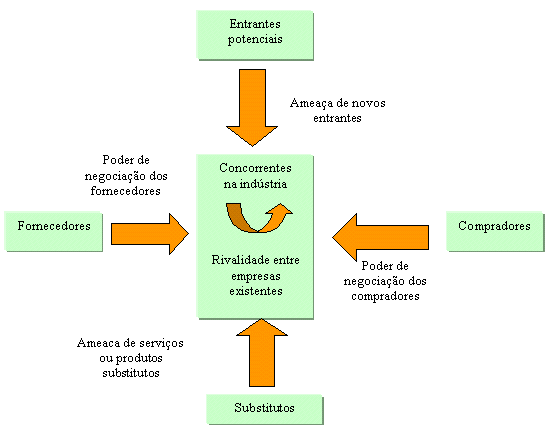 Entrantes
potenciais
Ameaça de novos
entrantes
Poder de
negociação dos
fornecedores
Concorrentes
na indústria
Fornecedores
Compradores
Rivalidade entre
empresas
existentes
Poder de
negociação dos
compradores
Ameaca de serviços
ou produtos
substitutos
Substitutos